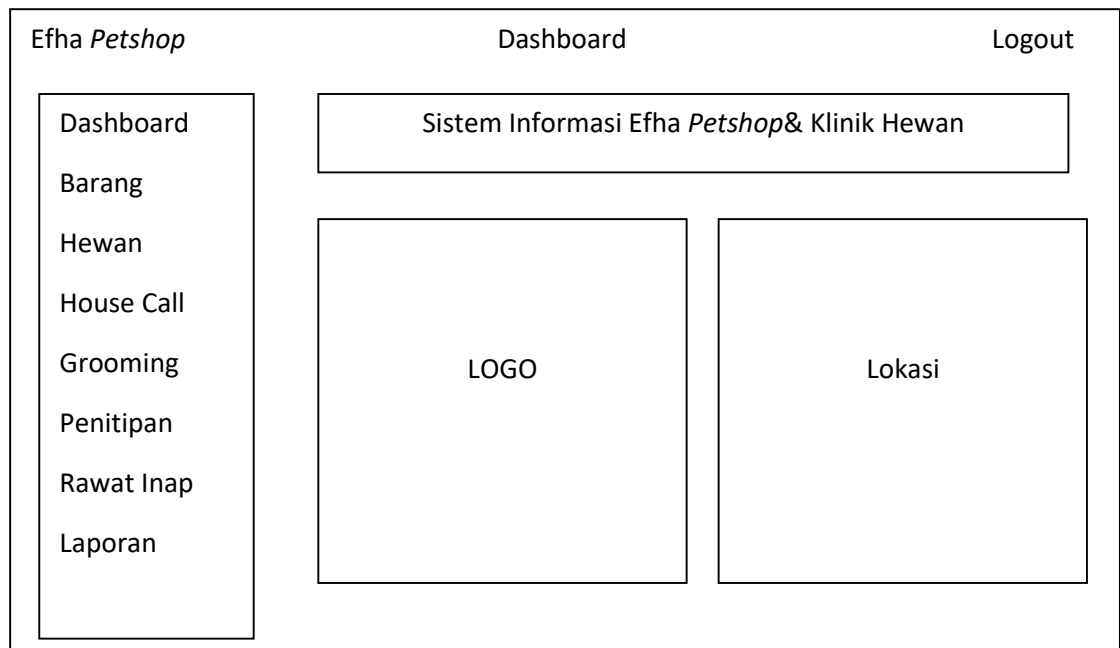 Efha Petshop
Dashboard
Logout
Dashboard
Barang
Hewan
House Call
Grooming
Penitipan
Rawat Inap
Laporan
Sistem Informasi Efha Petshop& Klinik Hewan
LOGO
Lokasi